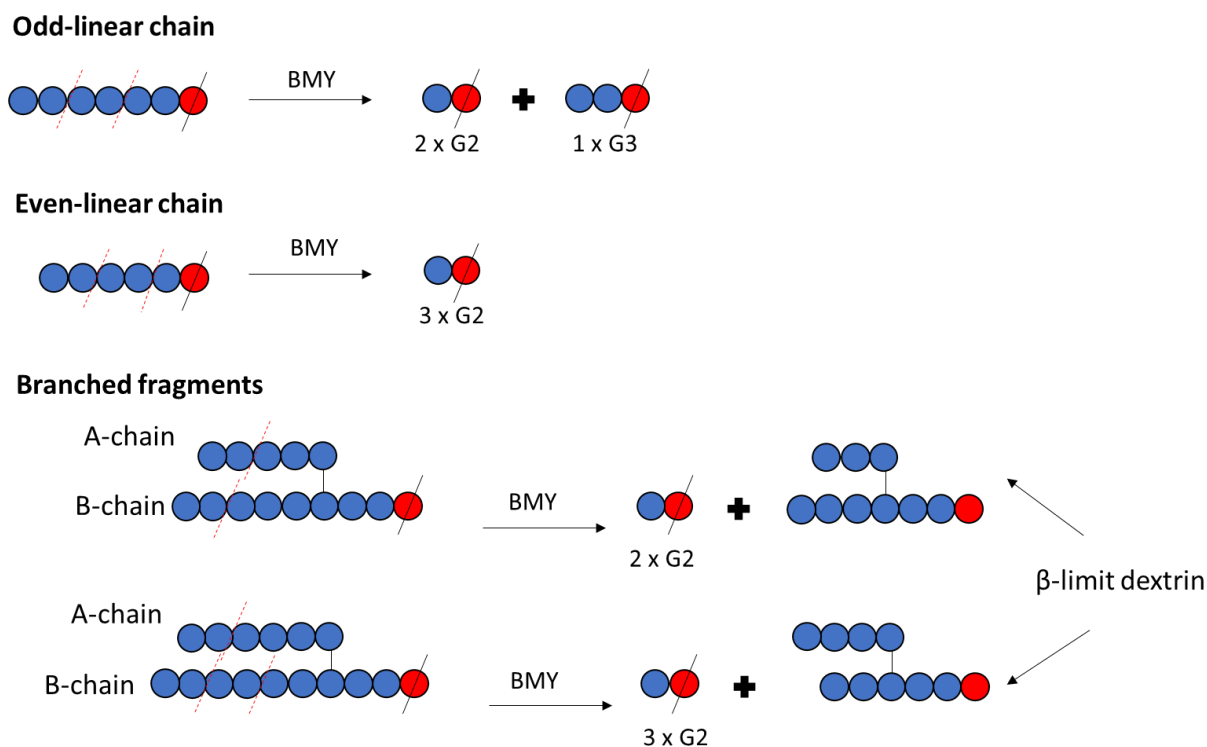 Odd-linear chain
BMY
2 x G2
1 x G3
Even-linear chain
BMY
3 x G2
Branched fragments
A-chain
B-chain
BMY
2 x G2
β-limit dextrin
A-chain
B-chain
BMY
3 x G2